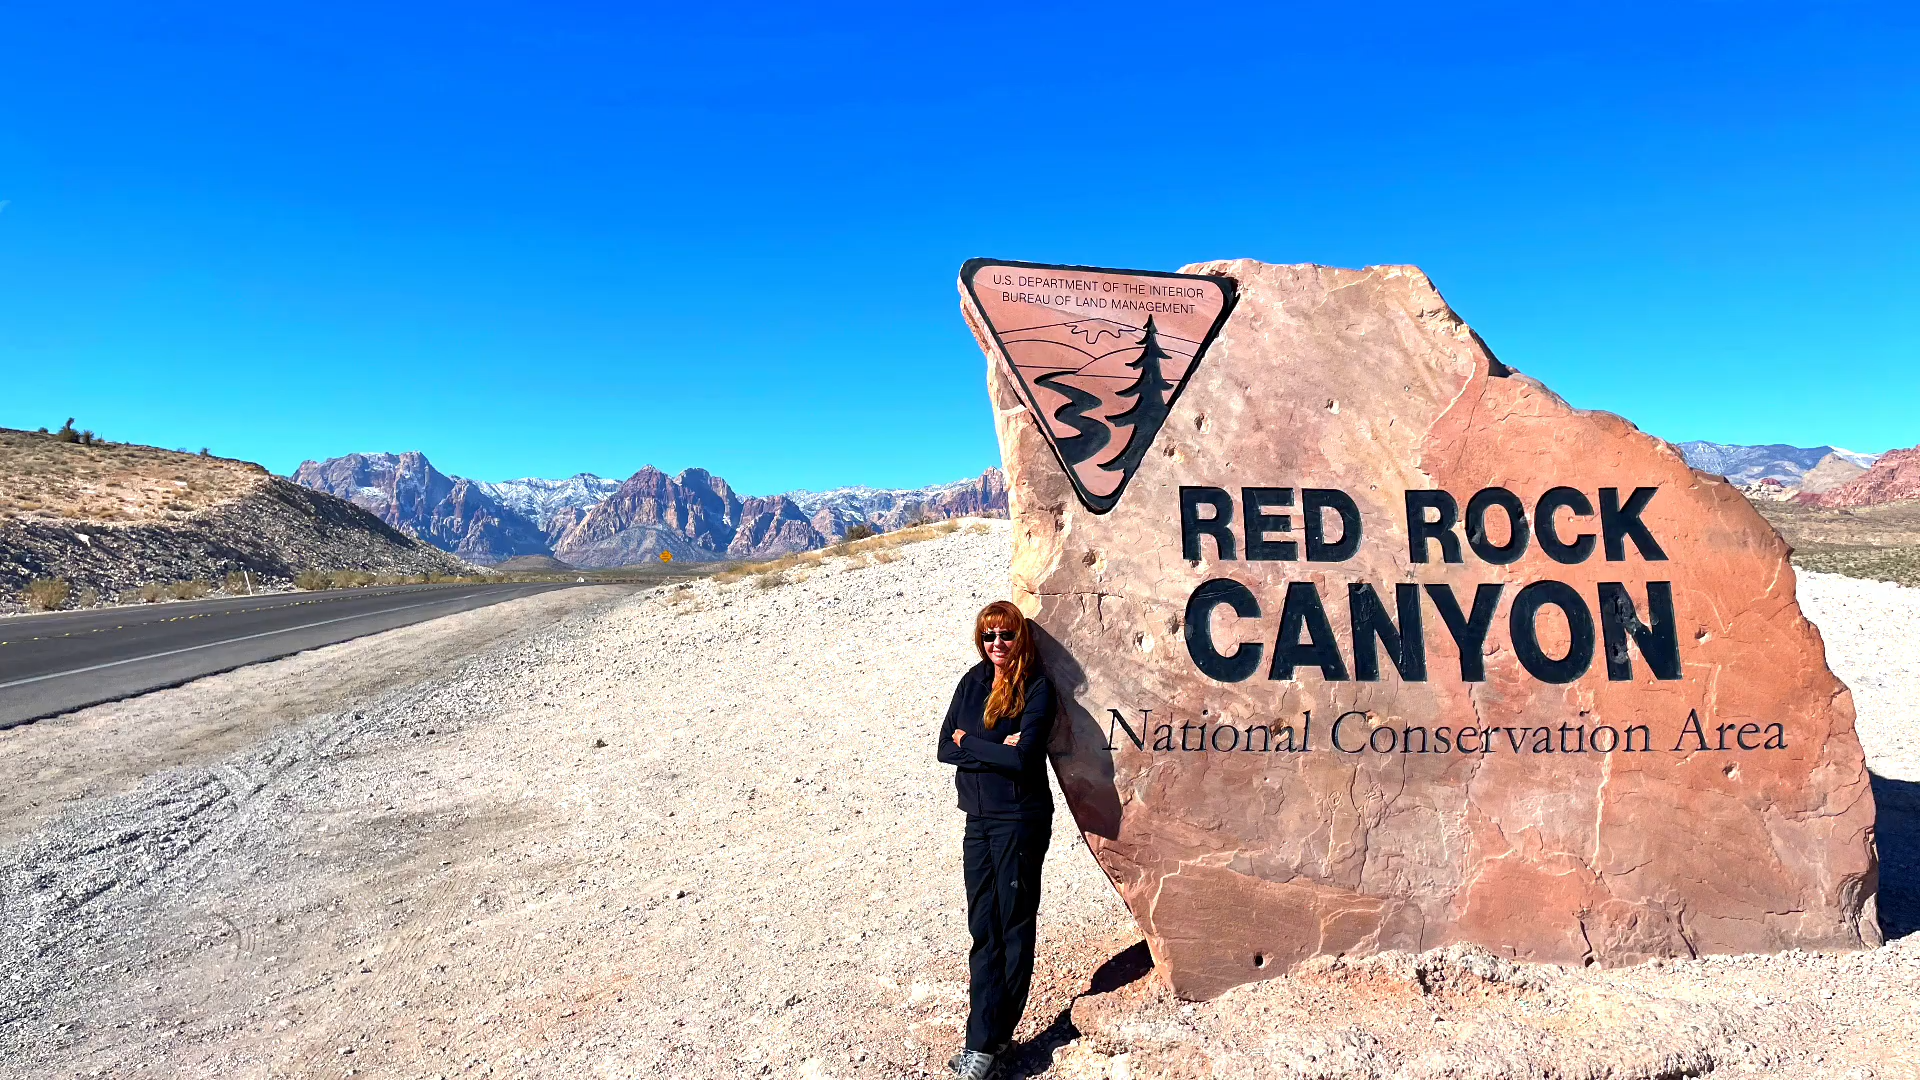 U.S. DEPARTMENT OF THE INTERIOR
BUREAU OF LAND MANAGEMENT
RED ROCK
CANYON
National Conservation Area